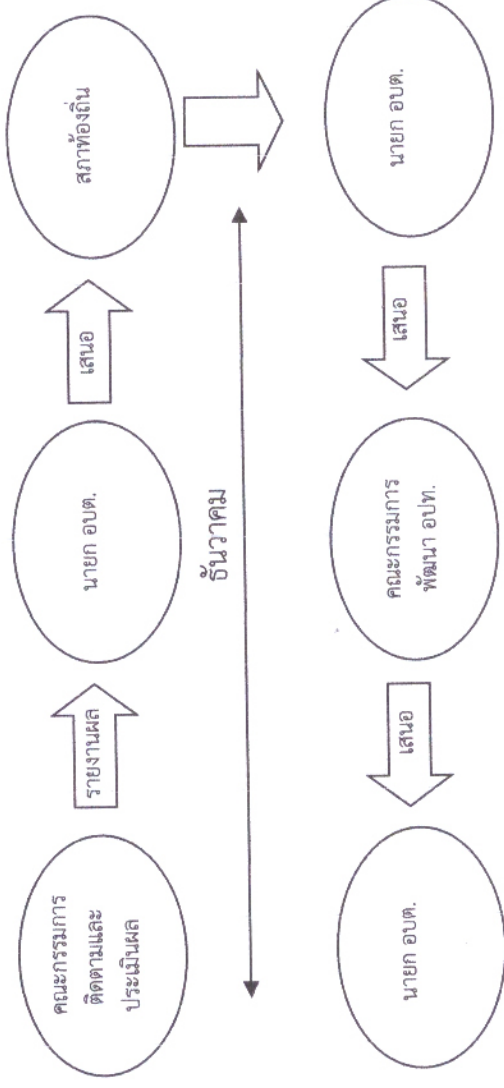 คณะกรรมการ
ติดตามและ
ประเมินผล
รายงานผล
นายก อบต.
เสนอ
สภาท้องถิ่น
ธันวาคม
นายก อบต.
เสนอ
คณะกรรมการ
พัฒนา อปท.
เสนอ
นายก อบต.